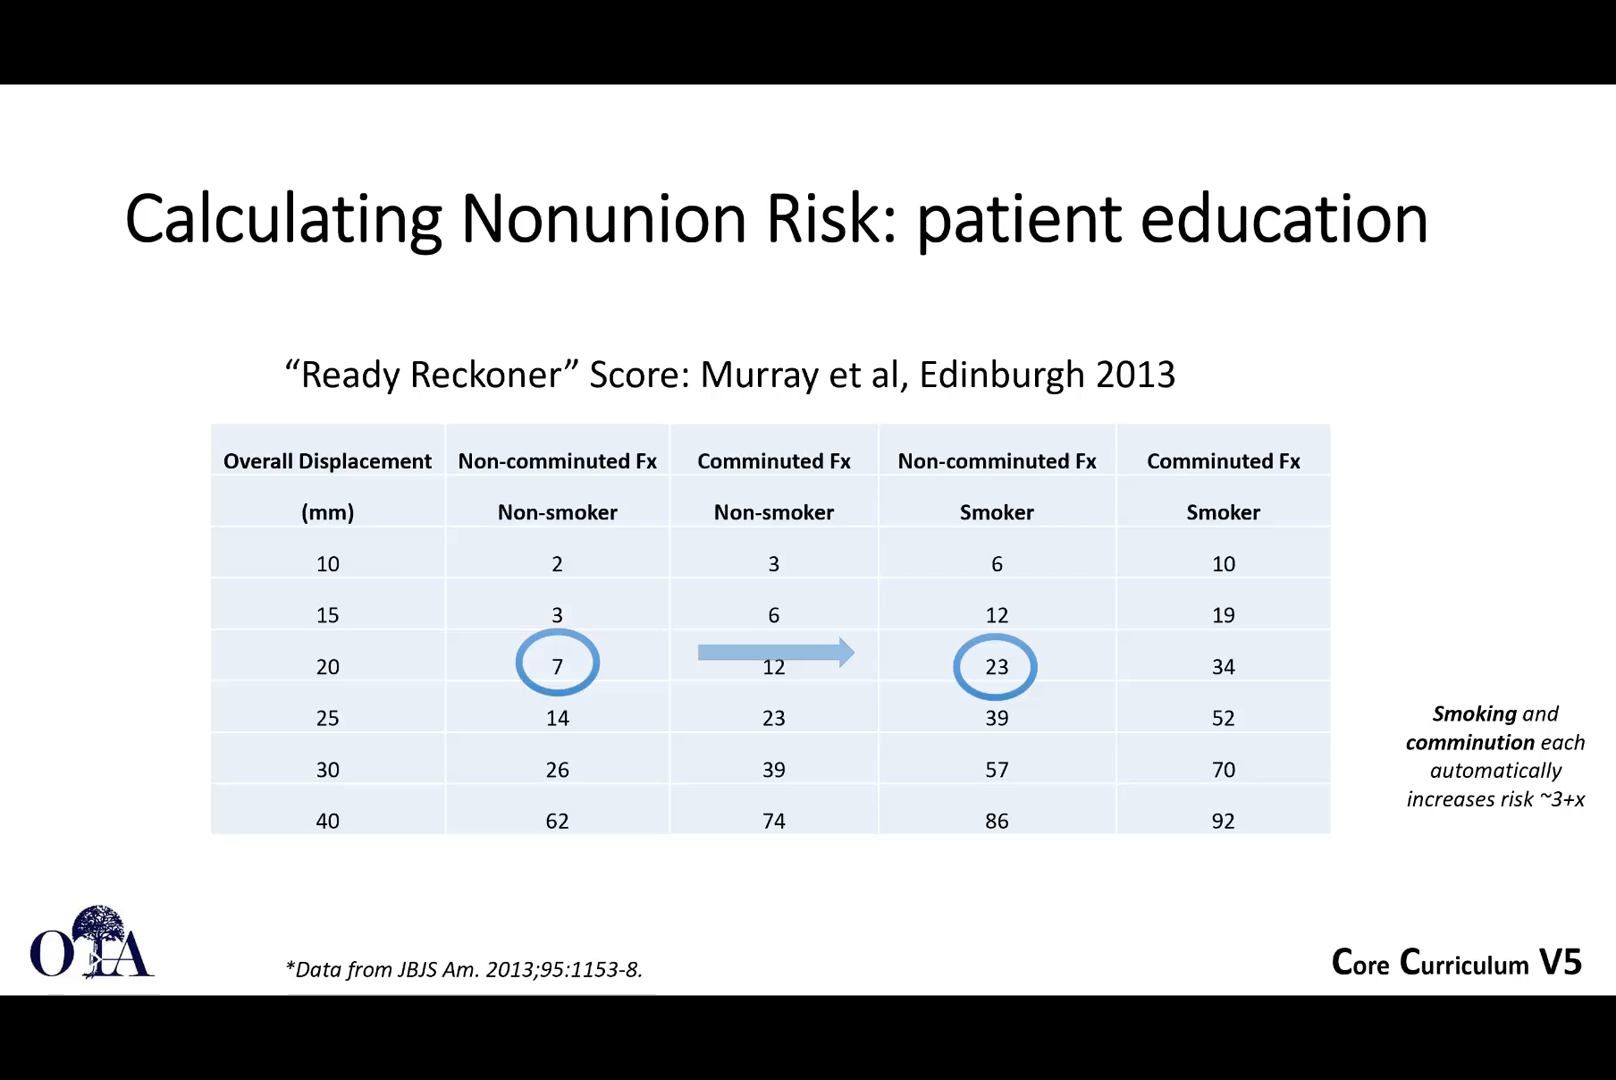 Calculating Nonunion Risk: patient education
“Ready Reckoner” Score: Murray et al, Edinburgh 2013
Overall Displacement Non-comminuted Fx Comminuted Fx Non-comminuted Fx Comminuted Fx
(mm) Non-smoker Non-smoker Smoker Smoker
10 2 3 6 10
15 3 6 12 19
20 7 12 23 34
25 14 23 39 52
30 26 39 57 70
40 62 74 86 92
Smoking and
comminution each
automatically
increases risk ~3+x
OTA
*Data from JBJS Am. 2013;95:1153-8.
Core Curriculum V5